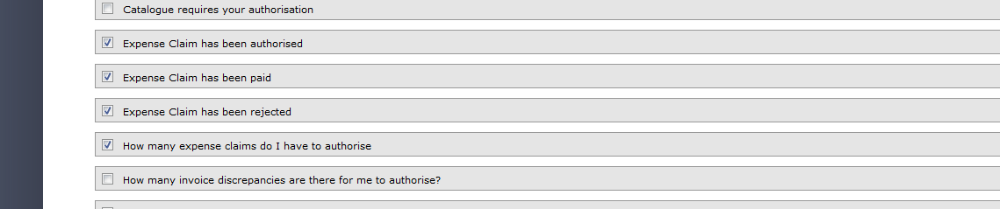 Catalogue requires your authorisation
Expense Claim has been authorised
Expense Claim has been paid
Expense Claim has been rejected
How many expense claims do I have to authorise
How many invoice discrepancies are there for me to authorise?